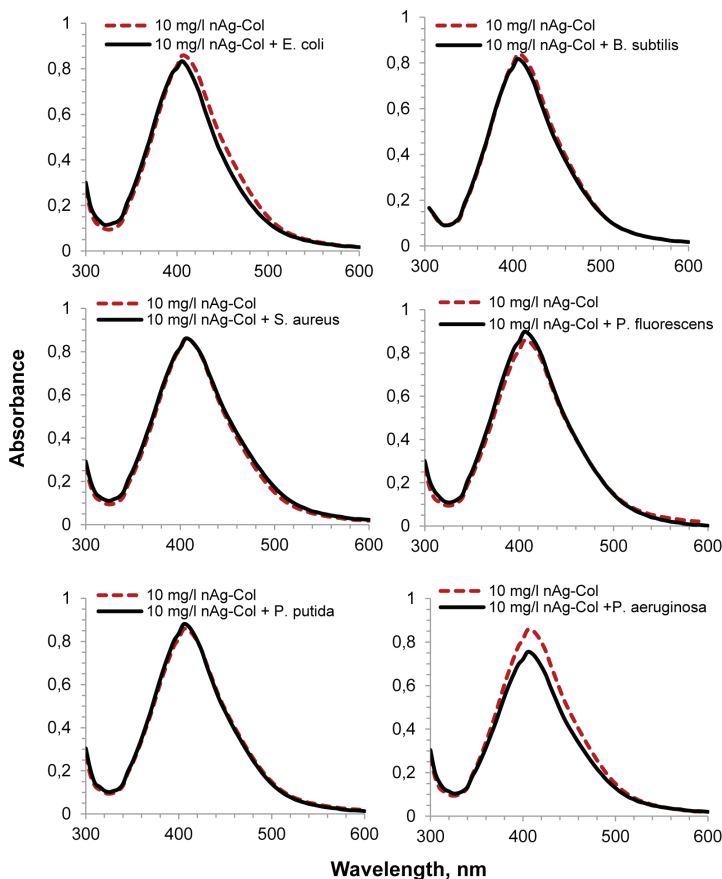 10 mg/l nAg-Col
10 mg/l nAg-Col + E. coli
1
0,8
0,6
0,4
0,2
0
300 400 500 600
10 mg/l nAg-Col
10 mg/l nAg-Col + B. subtilis
1
0,8
0,6
0,4
0,2
0
300 400 500 600
10 mg/l nAg-Col
10 mg/l nAg-Col + S. aureus
1
0,8
0,6
0,4
0,2
0
300 400 500 600
10 mg/l nAg-Col
10 mg/l nAg-Col + P. fluorescens
1
0,8
0,6
0,4
0,2
0
300 400 500 600
10 mg/l nAg-Col
10 mg/l nAg-Col + P. putida
1
0,8
0,6
0,4
0,2
0
300 400 500 600
10 mg/l nAg-Col
10 mg/l nAg-Col +P. aeruginosa
1
0,8
0,6
0,4
0,2
0
300 400 500 600
Absorbance
Wavelength, nm